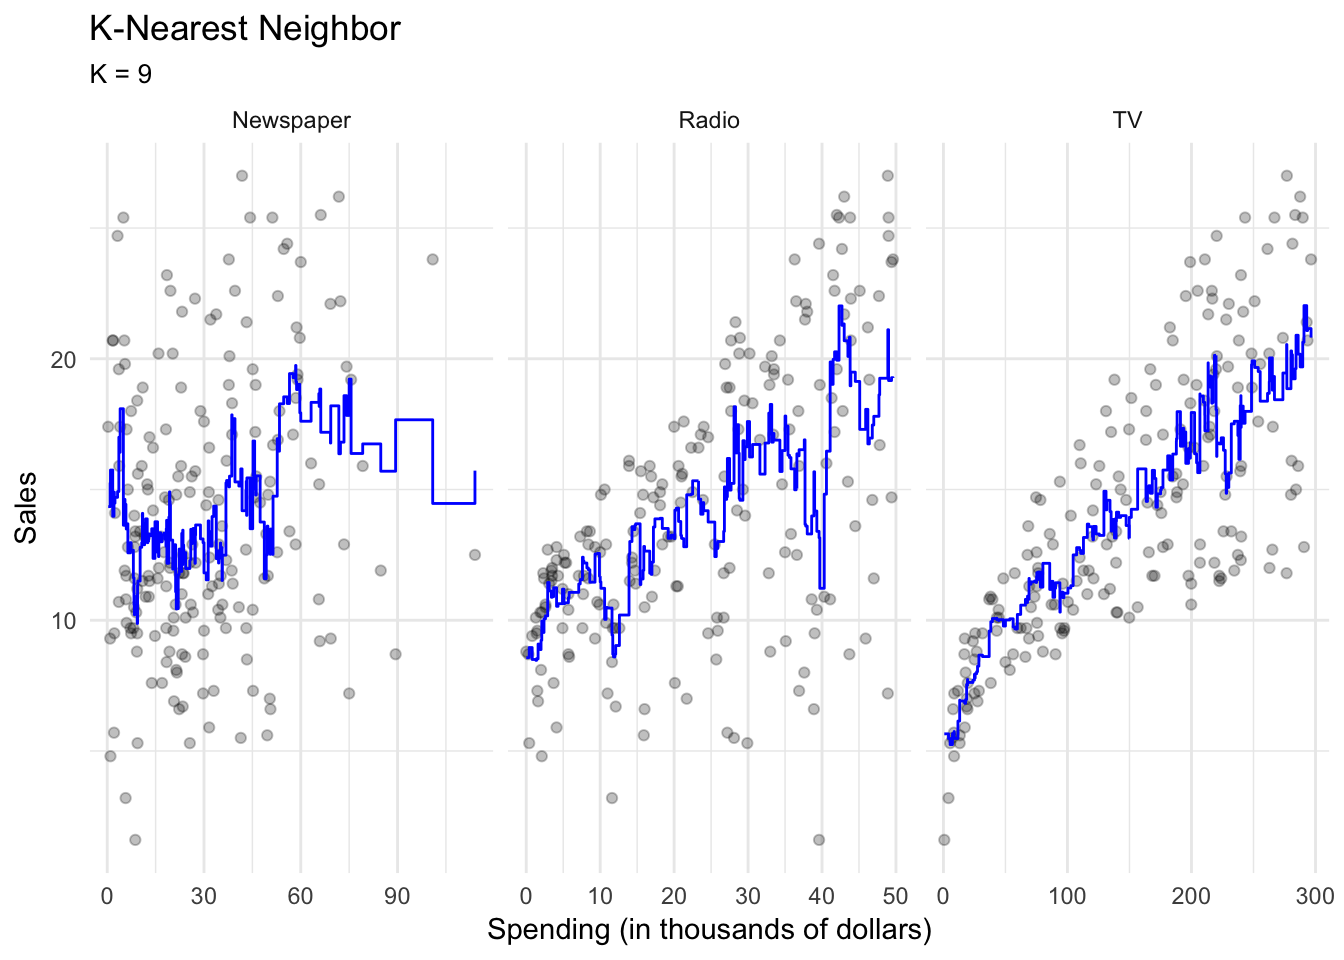 K-Nearest Neighbor
K = 9
Newspaper Radio TV
Sales
20
10
0 30 60 90 0 10 20 30 40 50 0 100 200 300
Spending (in thousands of dollars)